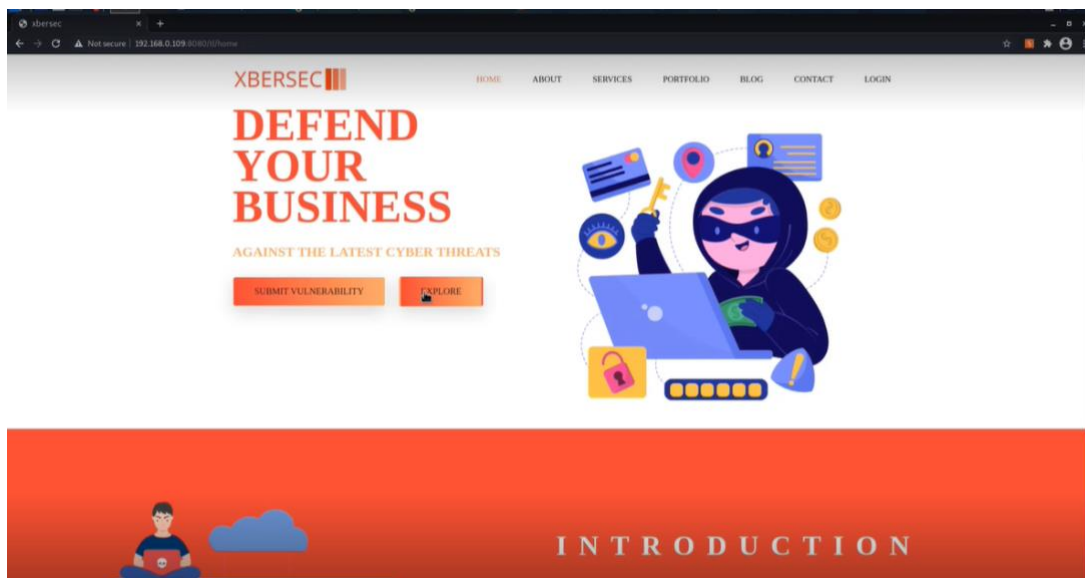 xbersec
Not secure 192.168.0.109:8080/0/home
XBERSEC
HOME ABOUT SERVICES PORTFOLIO BLOG CONTACT LOGIN
DEFEND
YOUR
BUSINESS
AGAINST THE LATEST CYBER THREATS
SUBMIT VULNERABILITY EXPLORE
INTRODUCTION